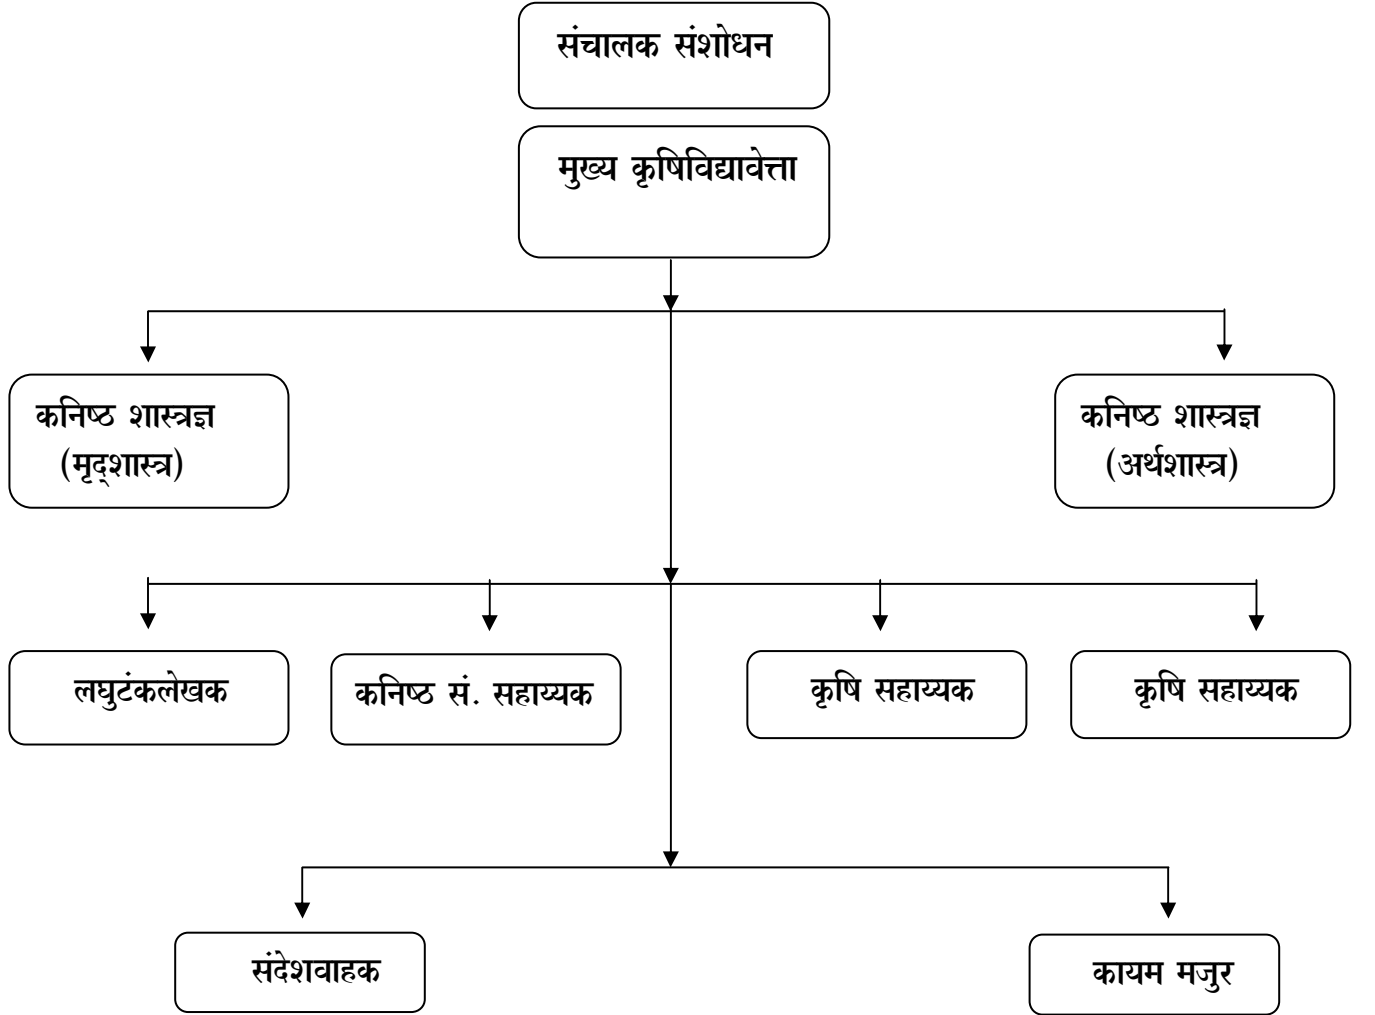 संचालक संशोधन
मुख्य कृषिविद्यावेत्ता
कनिष्ठ शास्त्रज्ञ
(मृद्‌शास्त्र)
कनिष्ठ शास्त्रज्ञ
(अर्थशास्त्र)
लघुटंकलेखक
कनिष्ठ सं. सहाय्यक
कृषि सहाय्यक
कृषि सहाय्यक
संदेशवाहक
कायम मजुर